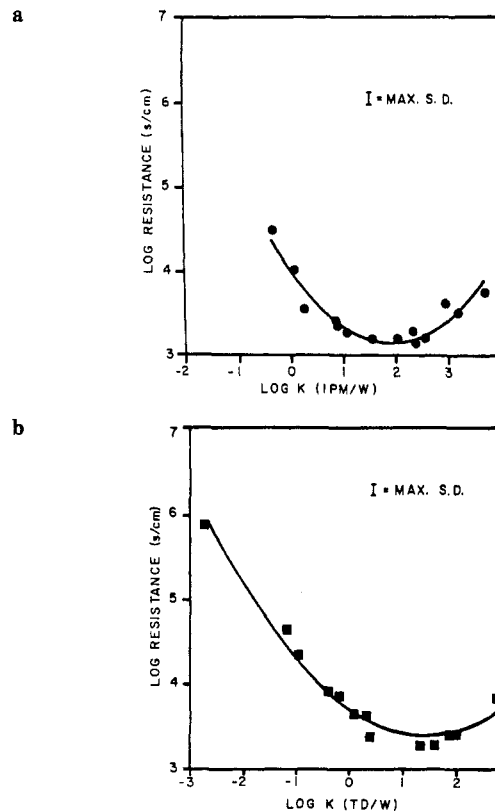 a
7
6
5
4
3
LOG RESISTANCE (s/cm)
I = MAX. S. D.
-2 -1 0 1 2 3
LOG K (IPM/W)
b
7
6
5
4
3
LOG RESISTANCE (s/cm)
I = MAX. S. D.
-3 -2 -1 0 1 2
LOG K (TD/W)